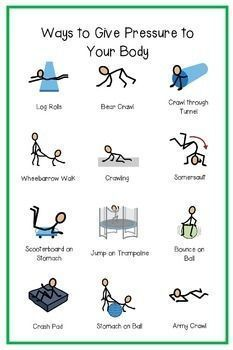 Ways to Give Pressure to
Your Body
Log Rolls
Bear Crawl
Crawl through
Tunnel
Wheelbarrow Walk
Crawling
Somersault
Scooterboard on
Stomach
Jump on Trampoline
Bounce on
Ball
Crash Pad
Stomach on Ball
Army Crawl